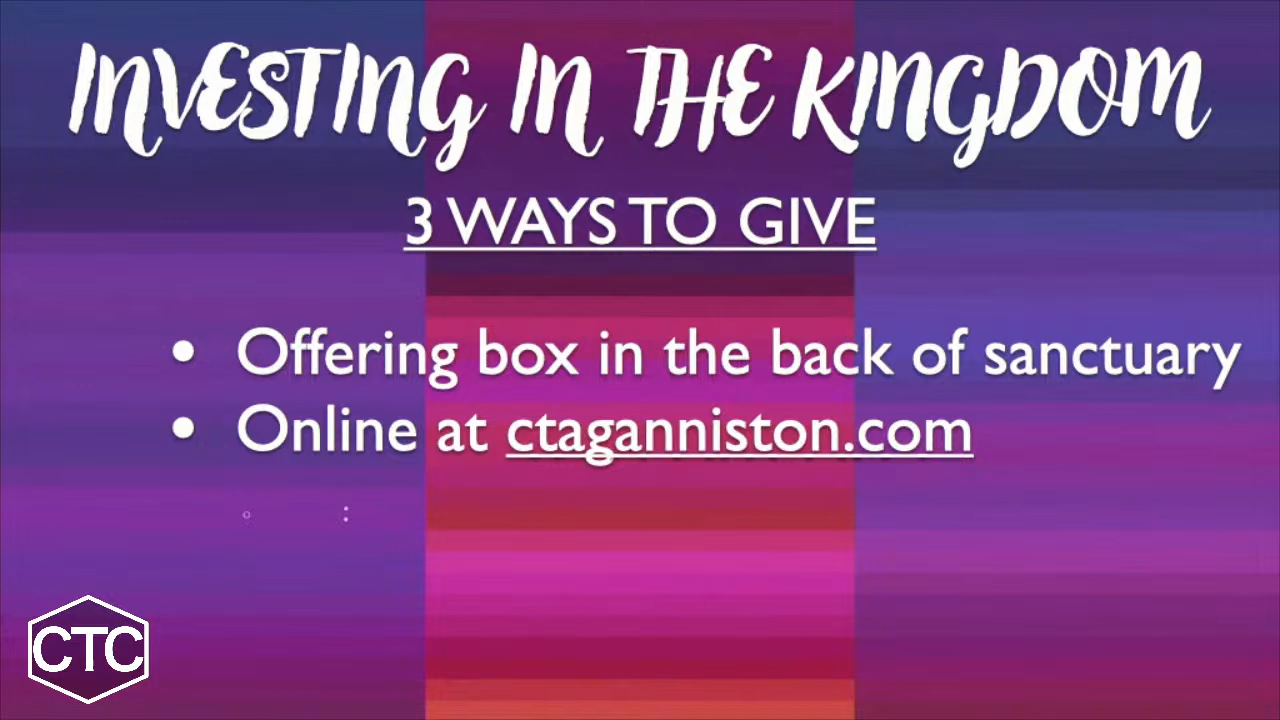 INVESTING IN THE KINGDOM
3 WAYS TO GIVE
• Offering box in the back of sanctuary
• Online at ctaganniston.com
CTC